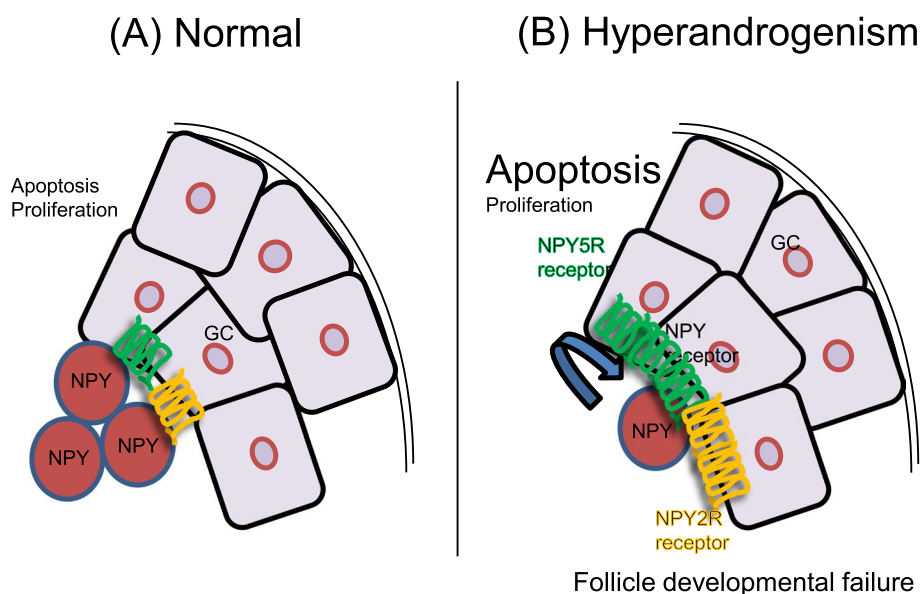 (A) Normal
Apoptosis
Proliferation
GC
NPY
NPY
NPY
(B) Hyperandrogenism
Apoptosis
Proliferation
NPY5R
receptor
GC
NPY
receptor
NPY
NPY2R
receptor
Follicle developmental failure